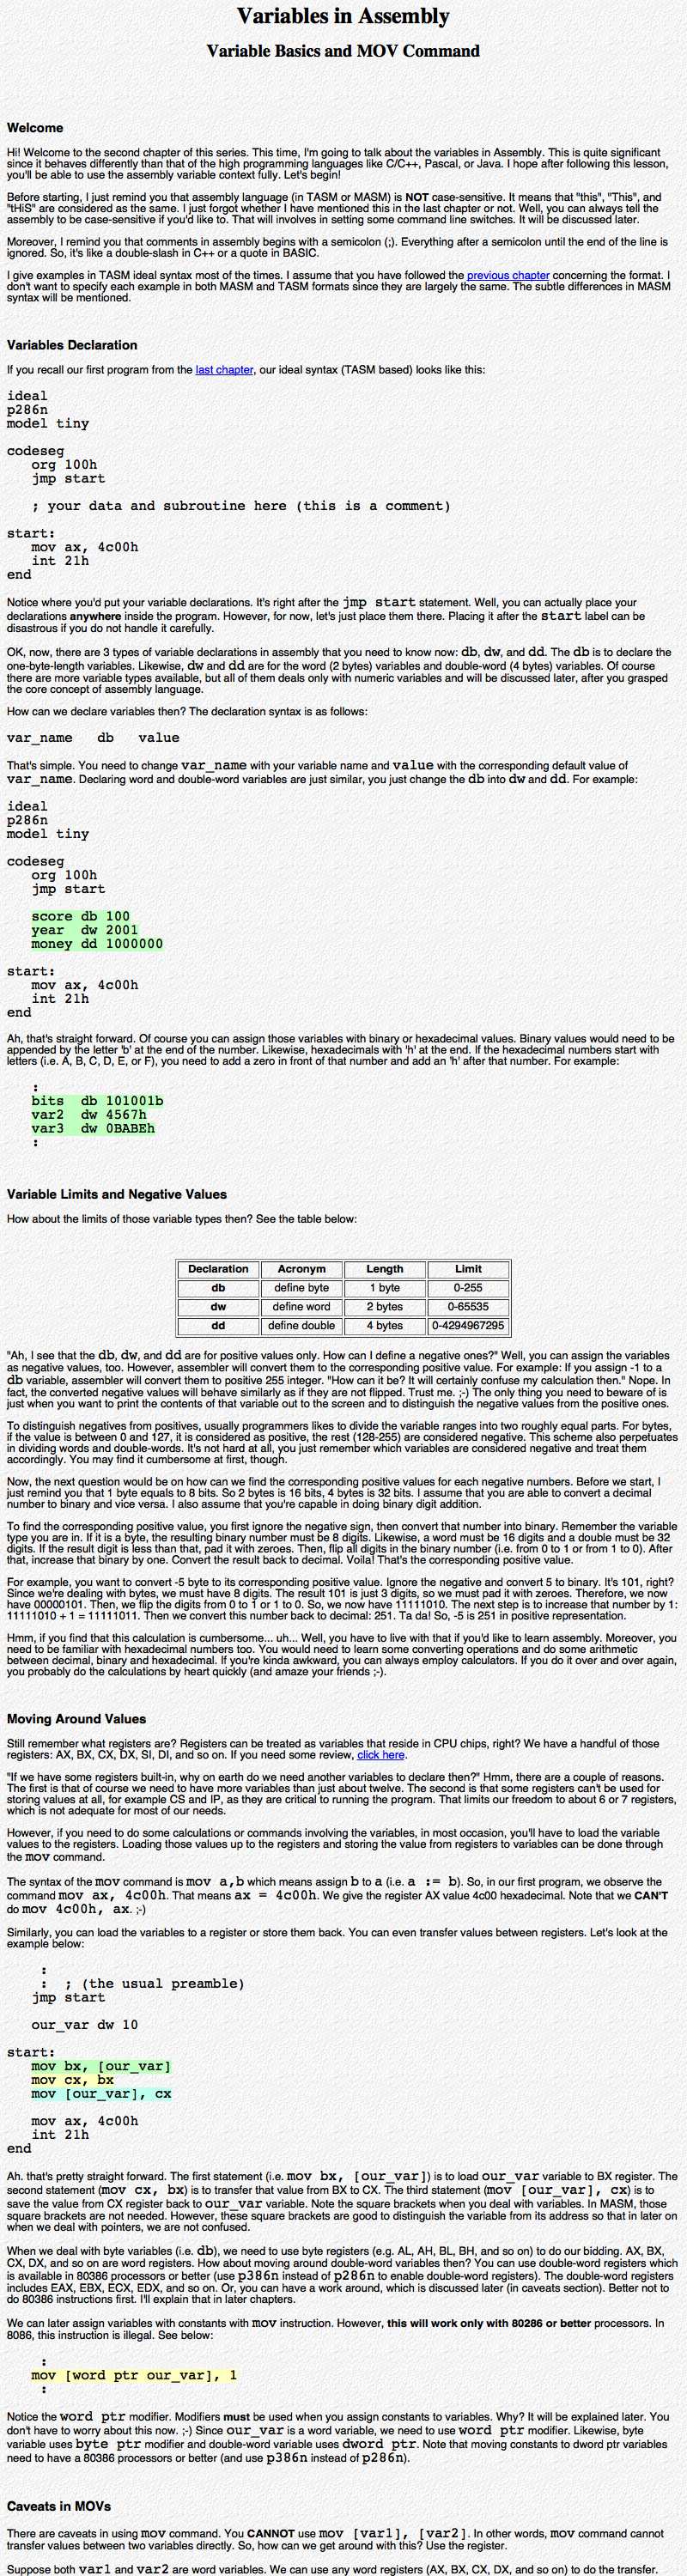 Variables in Assembly
Variable Basics and MOV Command
Welcome
Hi! Welcome to the second chapter of this series. This time, I'm going to talk about the variables in Assembly. This is quite significant
since it behaves differently than that of the high programming languages like C/C++, Pascal, or Java. I hope after following this lesson,
you'll be able to use the assembly variable context fully. Let's begin!
Before starting, I just remind you that assembly language (in TASM or MASM) is NOT case-sensitive. It means that "this", "This", and
"tHiS" are considered as the same. I just forgot whether I have mentioned this in the last chapter or not. Well, you can always tell the
assembly to be case-sensitive if you'd like to. That will involves in setting some command line switches. It will be discussed later.
Moreover, I remind you that comments in assembly begins with a semicolon (;). Everything after a semicolon until the end of the line is
ignored. So, it's like a double-slash in C++ or a quote in BASIC.
I give examples in TASM ideal syntax most of the times. I assume that you have followed the previous chapter concerning the format. I
don't want to specify each example in both MASM and TASM formats since they are largely the same. The subtle differences in MASM
syntax will be mentioned.
Variables Declaration
If you recall our first program from the last chapter, our ideal syntax (TASM based) looks like this:
ideal
p286n
model tiny
codeseg
org 100h
jmp start
; your data and subroutine here (this is a comment)
start:
mov ax, 4c00h
int 21h
end
Notice where you'd put your variable declarations. It's right after the jmp start statement. Well, you can actually place your
declarations anywhere inside the program. However, for now, let's just place them there. Placing it after the start label can be
disastrous if you do not handle it carefully.
OK, now, there are 3 types of variable declarations in assembly that you need to know now: db, dw, and dd. The db is to declare the
one-byte-length variables. Likewise, dw and dd are for the word (2 bytes) variables and double-word (4 bytes) variables. Of course
there are more variable types available, but all of them deals only with numeric variables and will be discussed later, after you grasped
the core concept of assembly language.
How can we declare variables then? The declaration syntax is as follows:
var_name db value
That's simple. You need to change var_name with your variable name and value with the corresponding default value of
var_name. Declaring word and double-word variables are just similar, you just change the db into dw and dd. For example:
ideal
p286n
model tiny
codeseg
org 100h
jmp start
score db 100
year dw 2001
money dd 1000000
start:
mov ax, 4c00h
int 21h
end
Ah, that's straight forward. Of course you can assign those variables with binary or hexadecimal values. Binary values would need to be
appended by the letter 'b' at the end of the number. Likewise, hexadecimals with 'h' at the end. If the hexadecimal numbers start with
letters (i.e. A, B, C, D, E, or F), you need to add a zero in front of that number and add an 'h' after that number. For example:
:
bits db 101001b
var2 dw 4567h
var3 dw 0BABEh
:
Variable Limits and Negative Values
How about the limits of those variable types then? See the table below:
Declaration Acronym Length Limit
db define byte 1 byte 0-255
dw define word 2 bytes 0-65535
dd define double 4 bytes 0-4294967295
"Ah, I see that the db, dw, and dd are for positive values only. How can I define a negative ones?" Well, you can assign the variables
as negative values, too. However, assembler will convert them to the corresponding positive value. For example: If you assign -1 to a
db variable, assembler will convert them to positive 255 integer. "How can it be? It will certainly confuse my calculation then." Nope. In
fact, the converted negative values will behave similarly as if they are not flipped. Trust me. ;-) The only thing you need to beware of is
just when you want to print the contents of that variable out to the screen and to distinguish the negative values from the positive ones.
To distinguish negatives from positives, usually programmers likes to divide the variable ranges into two roughly equal parts. For bytes,
if the value is between 0 and 127, it is considered as positive, the rest (128-255) are considered negative. This scheme also perpetuates
in dividing words and double-words. It's not hard at all, you just remember which variables are considered negative and treat them
accordingly. You may find it cumbersome at first, though.
Now, the next question would be on how can we find the corresponding positive values for each negative numbers. Before we start, I
just remind you that 1 byte equals to 8 bits. So 2 bytes is 16 bits, 4 bytes is 32 bits. I assume that you are able to convert a decimal
number to binary and vice versa. I also assume that you're capable in doing binary digit addition.
To find the corresponding positive value, you first ignore the negative sign, then convert that number into binary. Remember the variable
type you are in. If it is a byte, the resulting binary number must be 8 digits. Likewise, a word must be 16 digits and a double must be 32
digits. If the result digit is less than that, pad it with zeroes. Then, flip all digits in the binary number (i.e. from 0 to 1 or from 1 to 0). After
that, increase that binary by one. Convert the result back to decimal. Voila! That's the corresponding positive value.
For example, you want to convert -5 byte to its corresponding positive value. Ignore the negative and convert 5 to binary. It's 101, right?
Since we're dealing with bytes, we must have 8 digits. The result 101 is just 3 digits, so we must pad it with zeroes. Therefore, we now
have 00000101. Then, we flip the digits from 0 to 1 or 1 to 0. So, we now have 11111010. The next step is to increase that number by 1:
11111010 + 1 = 11111011. Then we convert this number back to decimal: 251. Ta da! So, -5 is 251 in positive representation.
Hmm, if you find that this calculation is cumbersome... uh... Well, you have to live with that if you'd like to learn assembly. Moreover, you
need to be familiar with hexadecimal numbers too. You would need to learn some converting operations and do some arithmetic
between decimal, binary and hexadecimal. If you're kinda awkward, you can always employ calculators. If you do it over and over again,
you probably do the calculations by heart quickly (and amaze your friends ;-).
Moving Around Values
Still remember what registers are? Registers can be treated as variables that reside in CPU chips, right? We have a handful of those
registers: AX, BX, CX, DX, SI, DI, and so on. If you need some review, click here.
"If we have some registers built-in, why on earth do we need another variables to declare then?" Hmm, there are a couple of reasons.
The first is that of course we need to have more variables than just about twelve. The second is that some registers can't be used for
storing values at all, for example CS and IP, as they are critical to running the program. That limits our freedom to about 6 or 7 registers,
which is not adequate for most of our needs.
However, if you need to do some calculations or commands involving the variables, in most occasion, you'll have to load the variable
values to the registers. Loading those values up to the registers and storing the value from registers to variables can be done through
the mov command.
The syntax of the mov command is mov a,b which means assign b to a (i.e. a := b). So, in our first program, we observe the
command mov ax, 4c00h. That means ax = 4c00h. We give the register AX value 4c00 hexadecimal. Note that we CAN'T
do mov 4c00h, ax. ;-)
Similarly, you can load the variables to a register or store them back. You can even transfer values between registers. Let's look at the
example below:
:
: ; (the usual preamble)
jmp start
our_var dw 10
start:
mov bx, [our_var]
mov cx, bx
mov [our_var], cx
mov ax, 4c00h
int 21h
end
Ah. that's pretty straight forward. The first statement (i.e. mov bx, [our_var]) is to load our_var variable to BX register. The
second statement (mov cx, bx) is to transfer that value from BX to CX. The third statement (mov [our_var], cx) is to
save the value from CX register back to our_var variable. Note the square brackets when you deal with variables. In MASM, those
square brackets are not needed. However, these square brackets are good to distinguish the variable from its address so that in later on
when we deal with pointers, we are not confused.
When we deal with byte variables (i.e. db), we need to use byte registers (e.g. AL, AH, BL, BH, and so on) to do our bidding. AX, BX,
CX, DX, and so on are word registers. How about moving around double-word variables then? You can use double-word registers which
is available in 80386 processors or better (use p386n instead of p286n to enable double-word registers). The double-word registers
includes EAX, EBX, ECX, EDX, and so on. Or, you can have a work around, which is discussed later (in caveats section). Better not to
do 80386 instructions first. I'll explain that in later chapters.
We can later assign variables with constants with mov instruction. However, this will work only with 80286 or better processors. In
8086, this instruction is illegal. See below:
:
mov [word ptr our_var], 1
:
Notice the word ptr modifier. Modifiers must be used when you assign constants to variables. Why? It will be explained later. You
don't have to worry about this now. ;-) Since our_var is a word variable, we need to use word ptr modifier. Likewise, byte
variable uses byte ptr modifier and double-word variable uses dword ptr. Note that moving constants to dword ptr variables
need to have a 80386 processors or better (and use p386n instead of p286n).
Caveats in MOVs
There are caveats in using mov command. You CANNOT use mov [var1], [var2]. In other words, mov command cannot
transfer values between two variables directly. So, how can we get around with this? Use the register.
Suppose both var1 and var2 are word variables. We can use any word registers (AX, BX, CX, DX, and so on) to do the transfer.